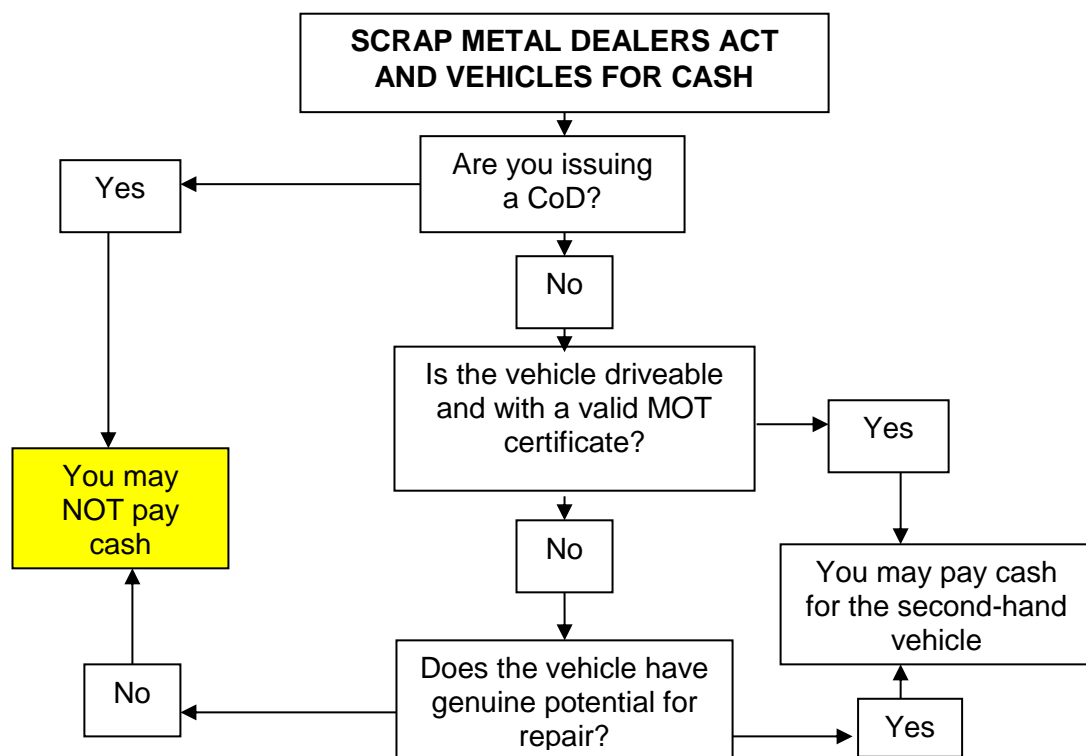 SCRAP METAL DEALERS ACT
AND VEHICLES FOR CASH
Are you issuing
a CoD?
Yes
No
Is the vehicle driveable
and with a valid MOT
certificate?
Yes
You may
NOT pay
cash
No
You may pay cash
for the second-hand
vehicle
Does the vehicle have
genuine potential for
repair?
No
Yes